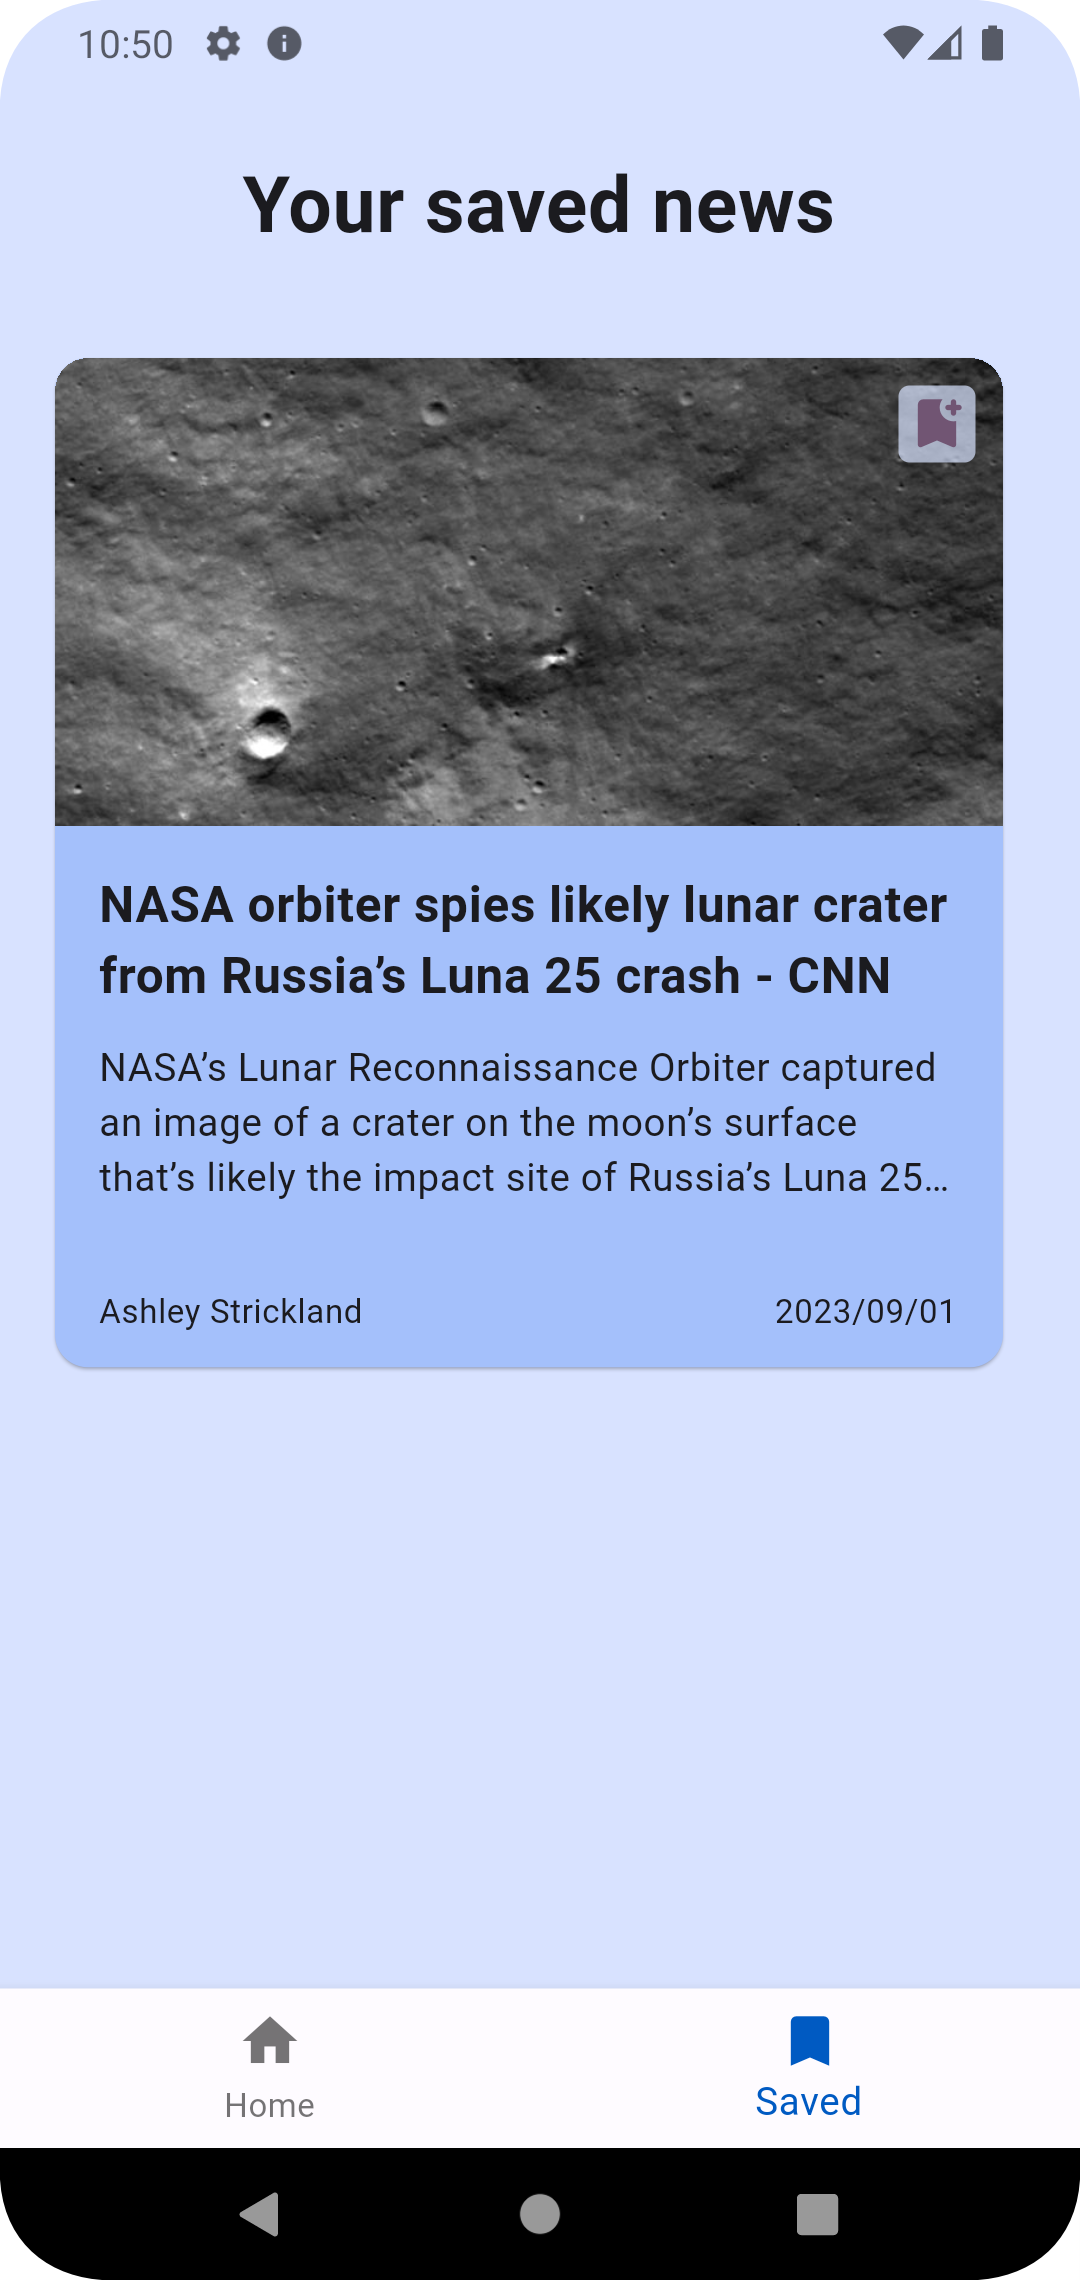 10:50
Your saved news
NASA orbiter spies likely lunar crater
from Russia’s Luna 25 crash - CNN
NASA’s Lunar Reconnaissance Orbiter captured
an image of a crater on the moon’s surface
that’s likely the impact site of Russia’s Luna 25…
Ashley Strickland 2023/09/01
Home Saved